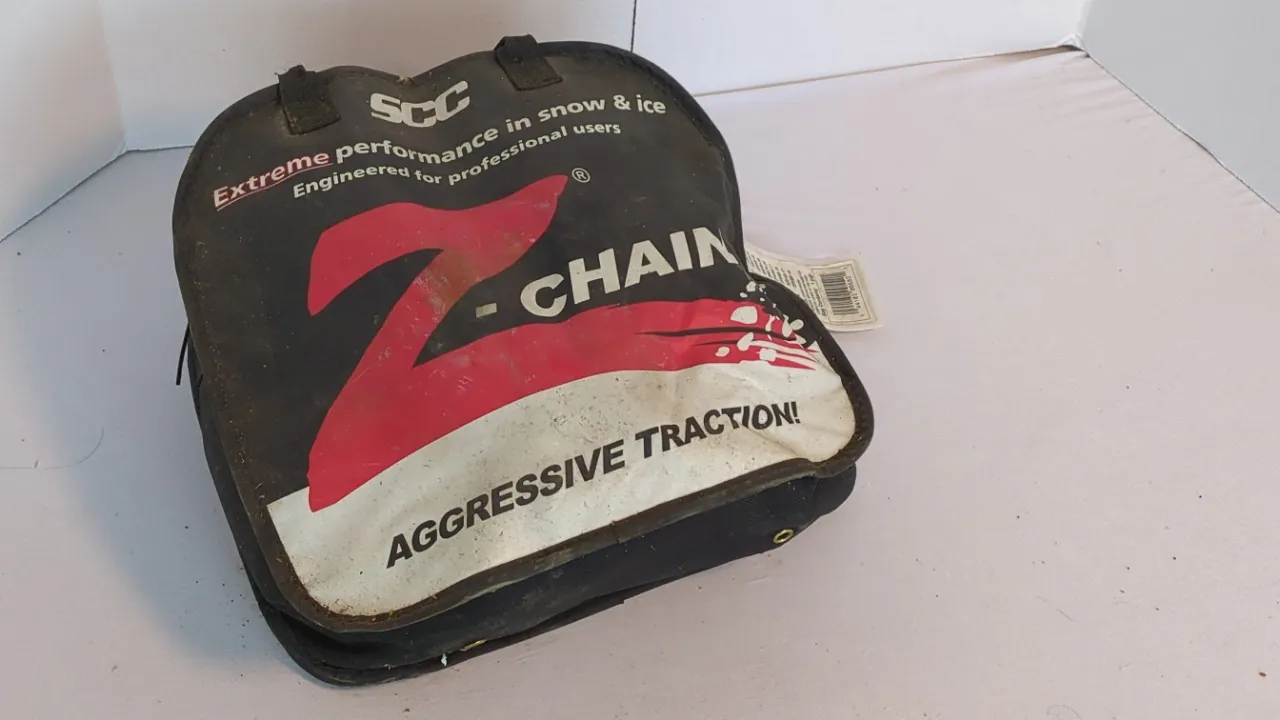 SCC
Extreme performance in snow & ice
Engineered for professional users
Z®
-CHAIN
AGGRESSIVE TRACTION!